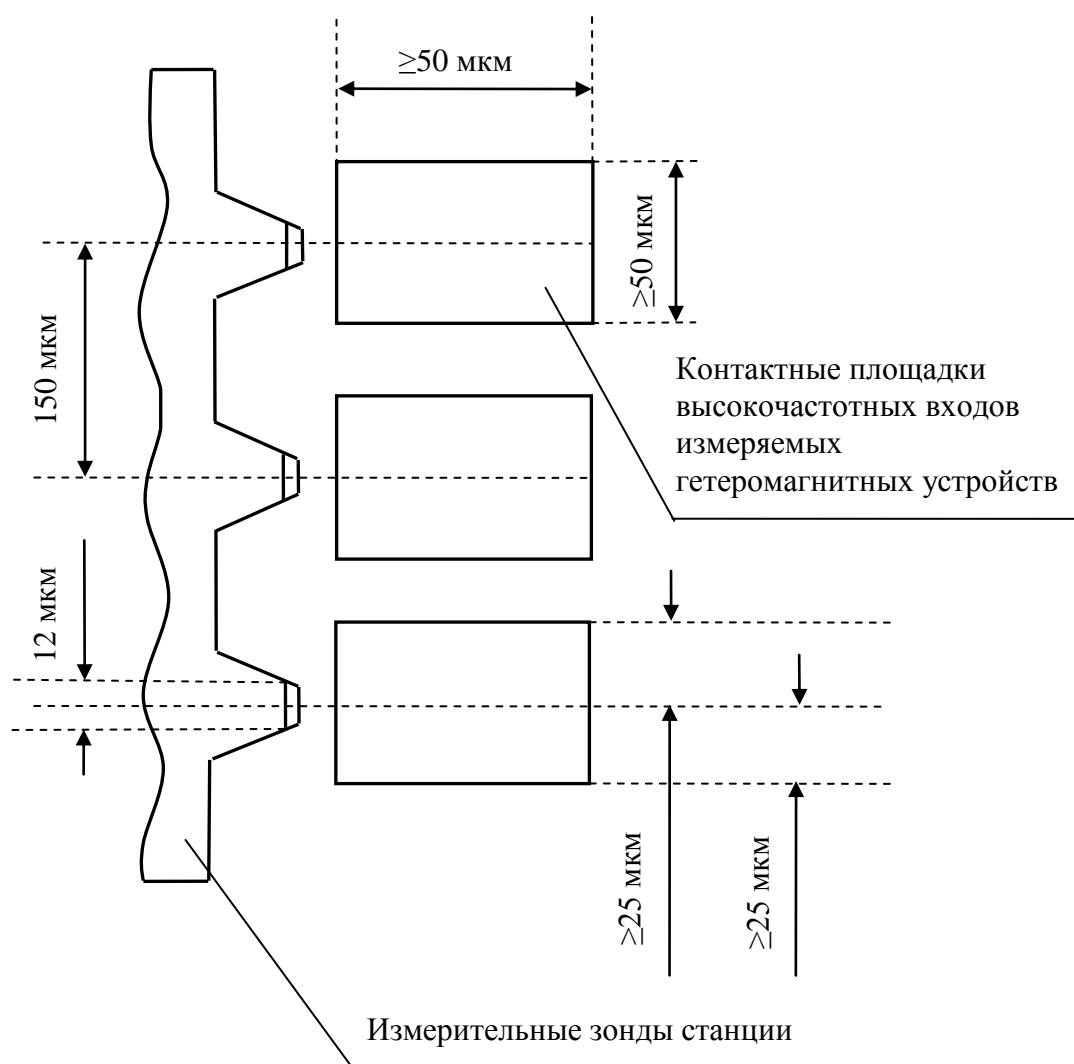 ≥50 мкм
≥50 мкм
150 мкм
Контактные площадки
высокочастотных входов
измеряемых
гетеромагнитных устройств
12 мкм
≥25 мкм
≥25 мкм
Измерительные зонды станции